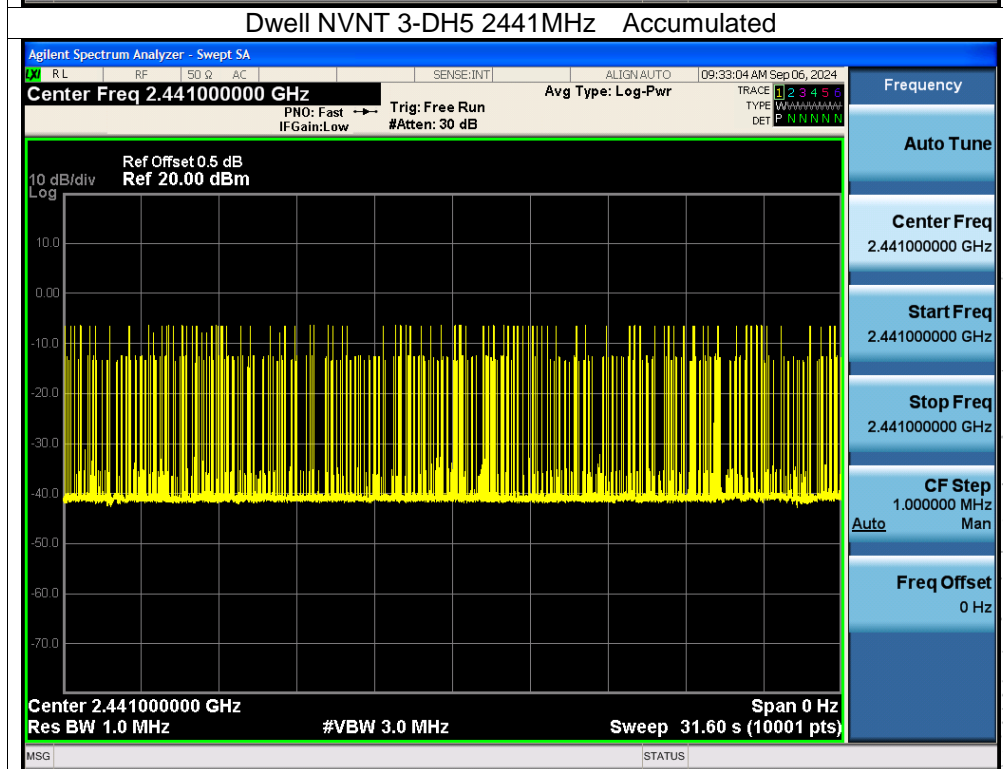 Dwell NVNT 3-DH5 2441MHz Accumulated
Agilent Spectrum Analyzer - Swept SA
LXI RL RF 50 Ω AC SENSE:INT ALIGN AUTO 09:33:04 AM Sep 06, 2024
Center Freq 2.441000000 GHz
PNO: Fast
IFGain:Low
Trig: Free Run
#Atten: 30 dB
Avg Type: Log-Pwr
TRACE 1 2 3 4 5 6
TYPE
DET P N N N N N
Ref Offset 0.5 dB
10 dB/div Ref 20.00 dBm
Log
10.0
0.00
-10.0
-20.0
-30.0
-40.0
-50.0
-60.0
-70.0
Center 2.441000000 GHz Span 0 Hz
Res BW 1.0 MHz #VBW 3.0 MHz Sweep 31.60 s (10001 pts)
MSG STATUS
Frequency
Auto Tune
Center Freq
2.441000000 GHz
Start Freq
2.441000000 GHz
Stop Freq
2.441000000 GHz
CF Step
1.000000 MHz
Auto Man
Freq Offset
0 Hz